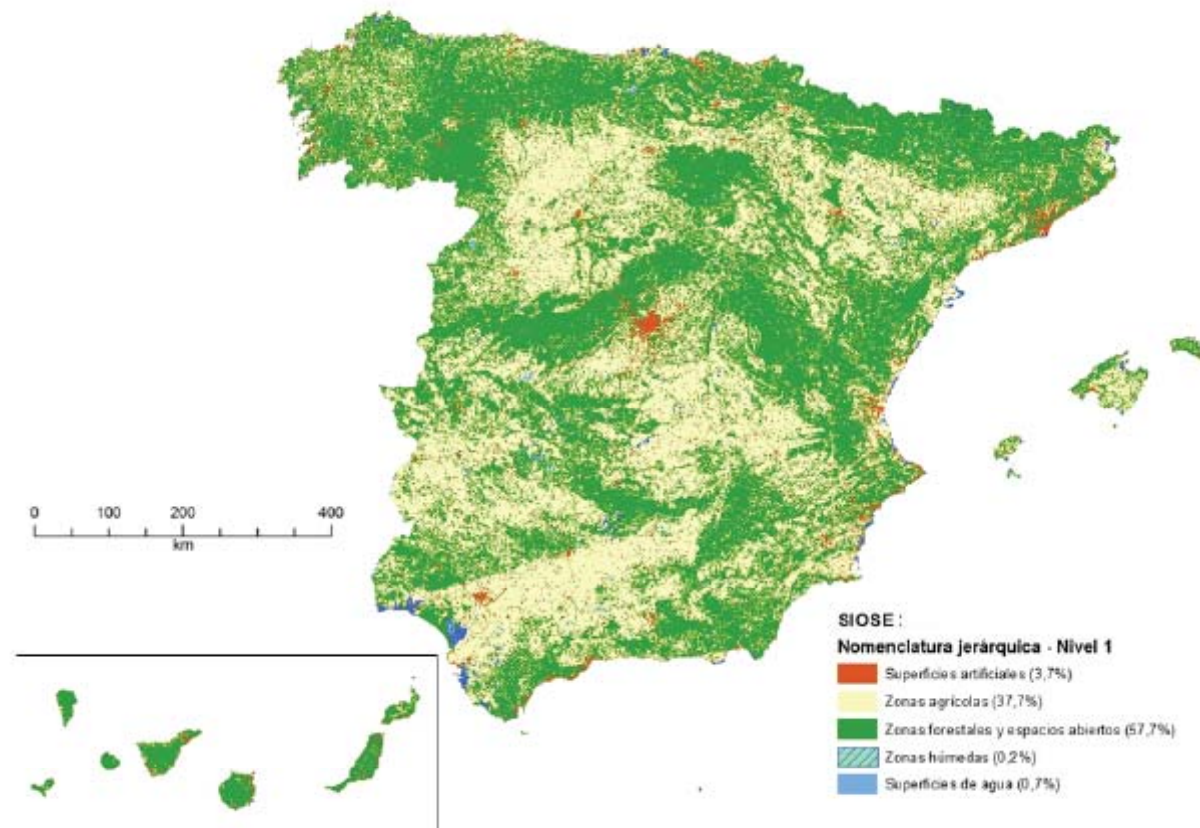 0 100 200 400
km
SIOSE :
Nomenclatura jerárquica - Nivel 1
Superficies artificiales (3,7%)
Zonas agrícolas (37,7%)
Zonas forestales y espacios abiertos (57,7%)
Zonas húmedas (0,2%)
Superficies de agua (0,7%)